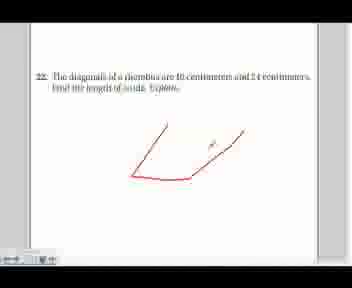 22. The diagonals of a rhombus are 10 centimeters and 24 centimeters.
Find the length of a side. Explain.